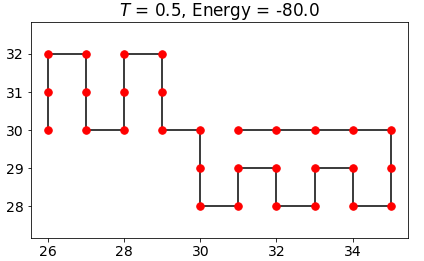 T = 0.5, Energy = -80.0
32
31
30
29
28
26 28 30 32 34